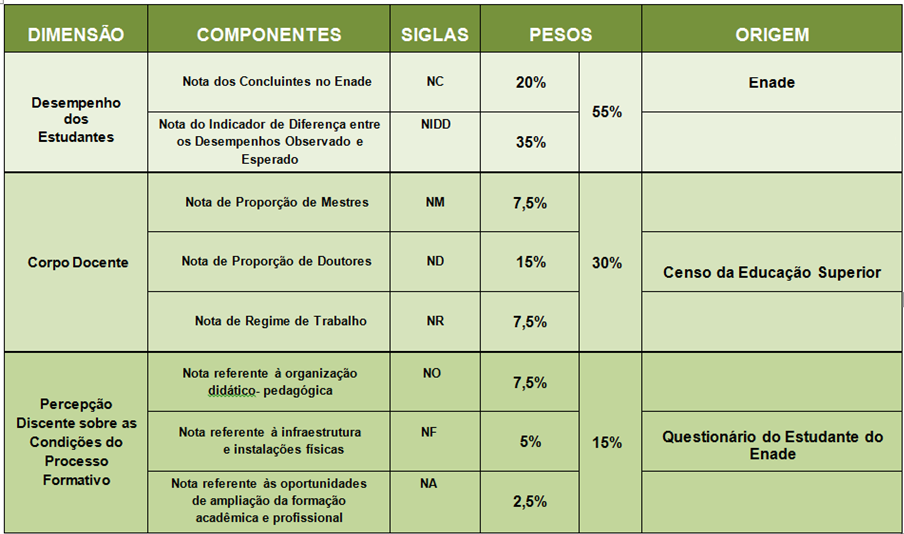 DIMENSÃO COMPONENTES SIGLAS PESOS ORIGEM
Desempenho
dos
Estudantes
Nota dos Concluintes no Enade NC 20% 55% Enade
Nota do Indicador de Diferença entre
os Desempenhos Observado e
Esperado
NIDD 35%
Corpo Docente
Nota de Proporção de Mestres NM 7,5%
Nota de Proporção de Doutores ND 15% 30% Censo da Educação Superior
Nota de Regime de Trabalho NR 7,5%
Percepção
Discente sobre as
Condições do
Processo
Formativo
Nota referente à organização
didático- pedagógica
NO 7,5%
Nota referente à infraestrutura
e instalações físicas
NF 5% 15%
Questionário do Estudante do
Enade
Nota referente às oportunidades
de ampliação da formação
acadêmica e profissional
NA 2,5%